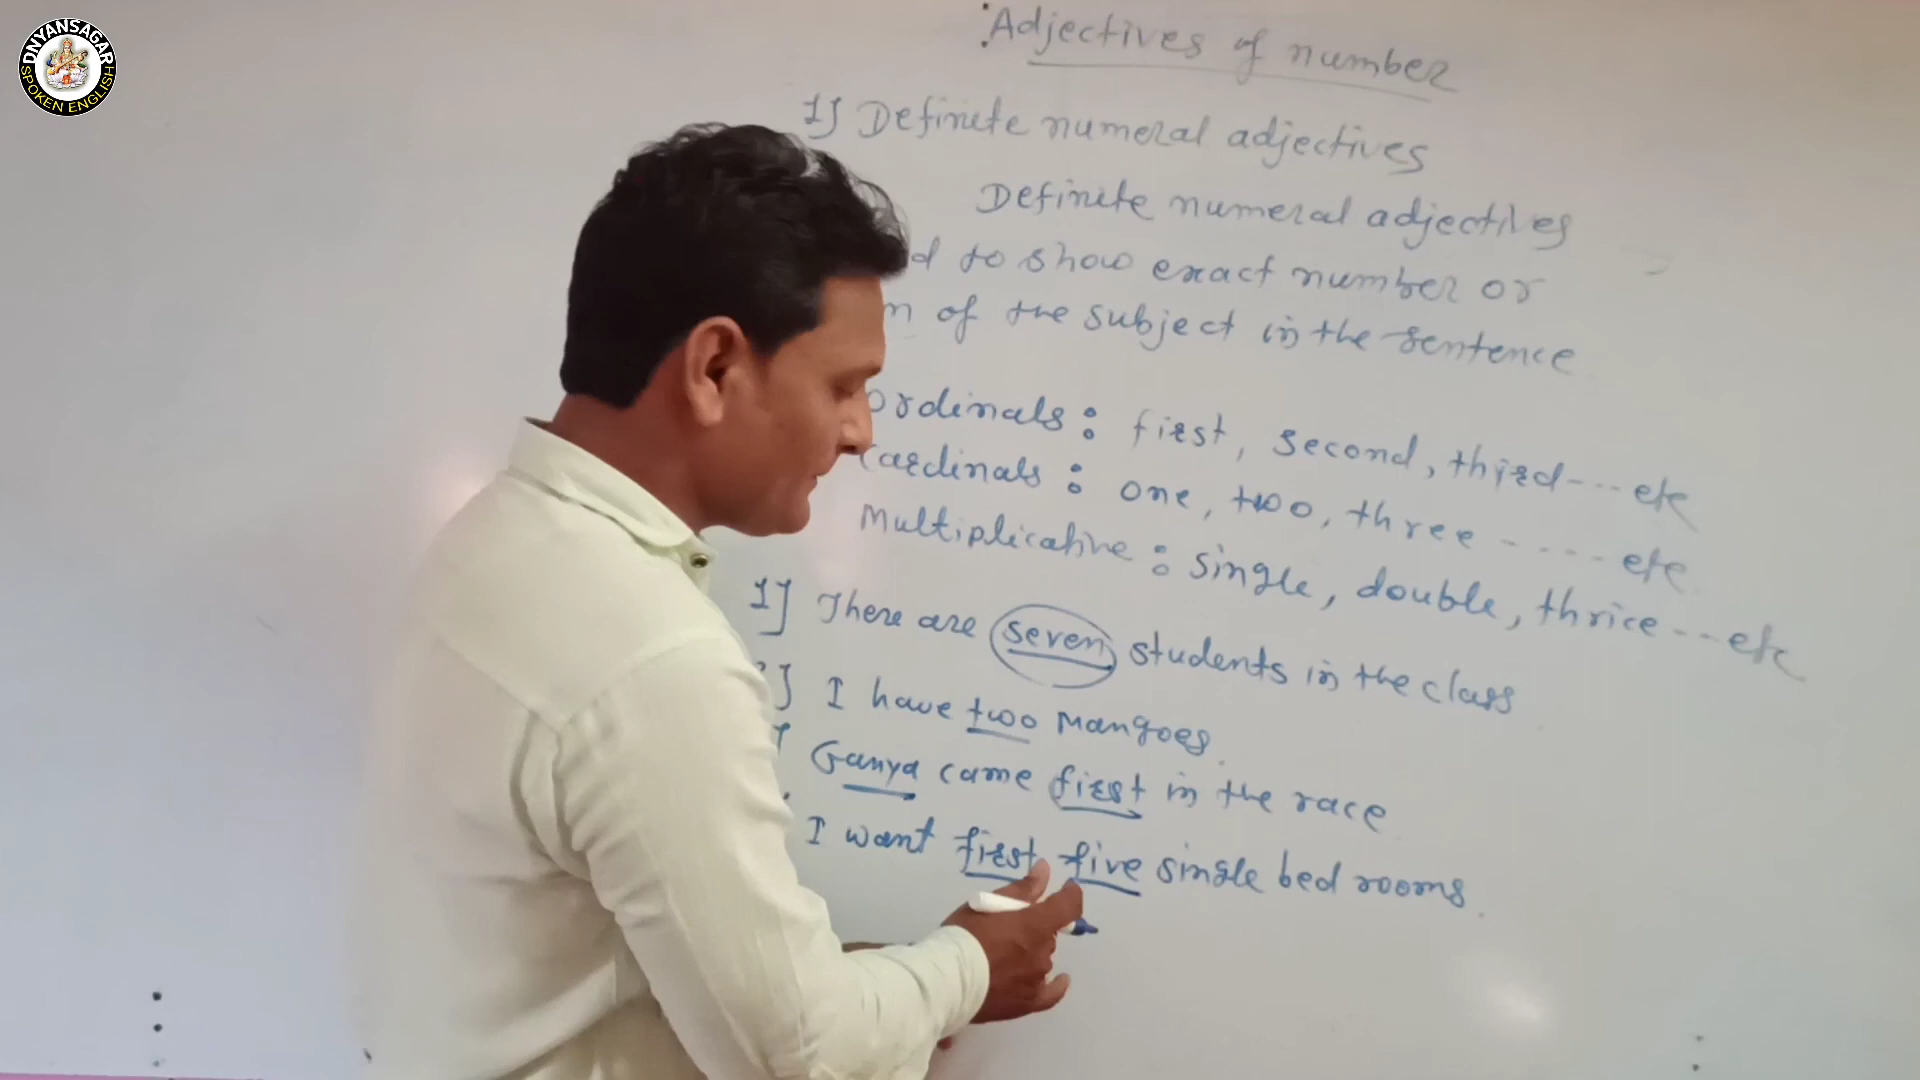 DNYANSAGAR
SPOKEN ENGLISH
Adjectives of number
1] Definite numeral adjectives
Definite numeral adjectives
d to show exact number or
of the subject in the sentence
ordinals : first, second, third --- etc
Cardinals : one, two, three ----- etc
Multiplicative : single, double, thrice --- etc
1] There are seven students in the class
] I have two Mangoes.
Ganya came first in the race
I want first five single bed rooms.